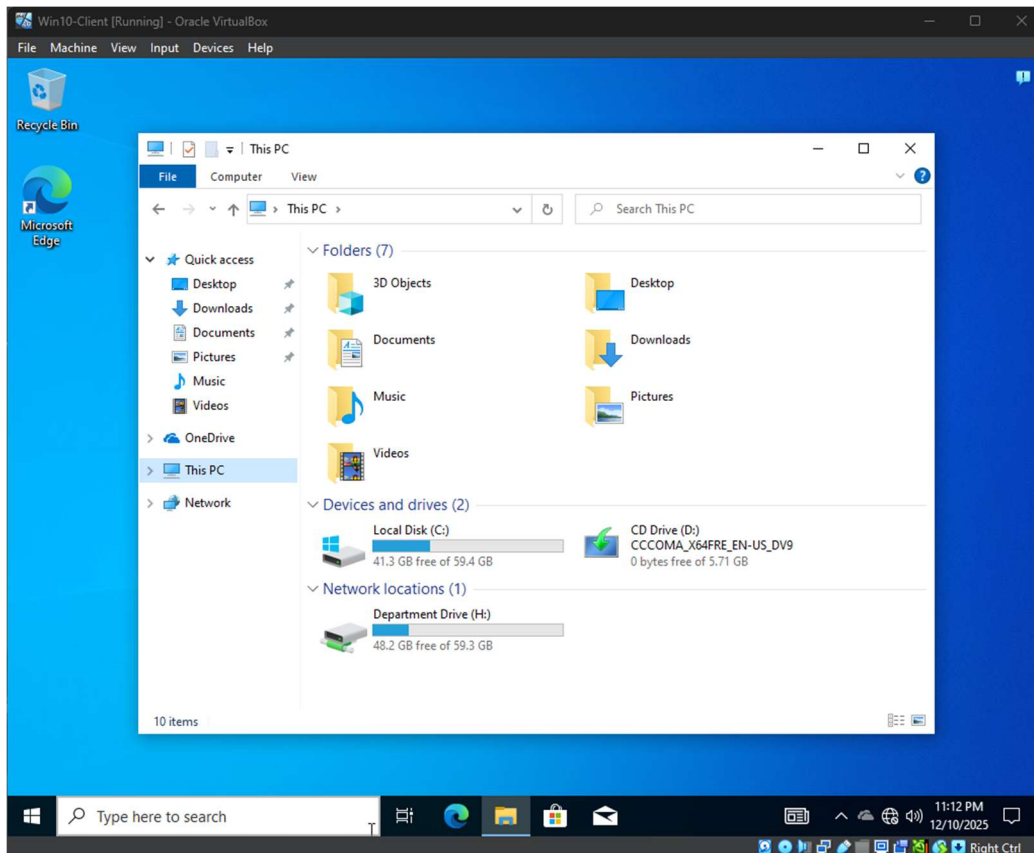 Win10-Client [Running] - Oracle VirtualBox
File Machine View Input Devices Help
Recycle Bin
Microsoft
Edge
This PC
File Computer View
This PC
Search This PC
Quick access
Desktop
Downloads
Documents
Pictures
Music
Videos
OneDrive
This PC
Network
Folders (7)
3D Objects
Desktop
Documents
Downloads
Music
Pictures
Videos
Devices and drives (2)
Local Disk (C:)
41.3 GB free of 59.4 GB
CD Drive (D:)
CCCOMA_X64FRE_EN-US_DV9
0 bytes free of 5.71 GB
Network locations (1)
Department Drive (H:)
48.2 GB free of 59.3 GB
10 items
Type here to search
11:12 PM
12/10/2025
Right Ctrl